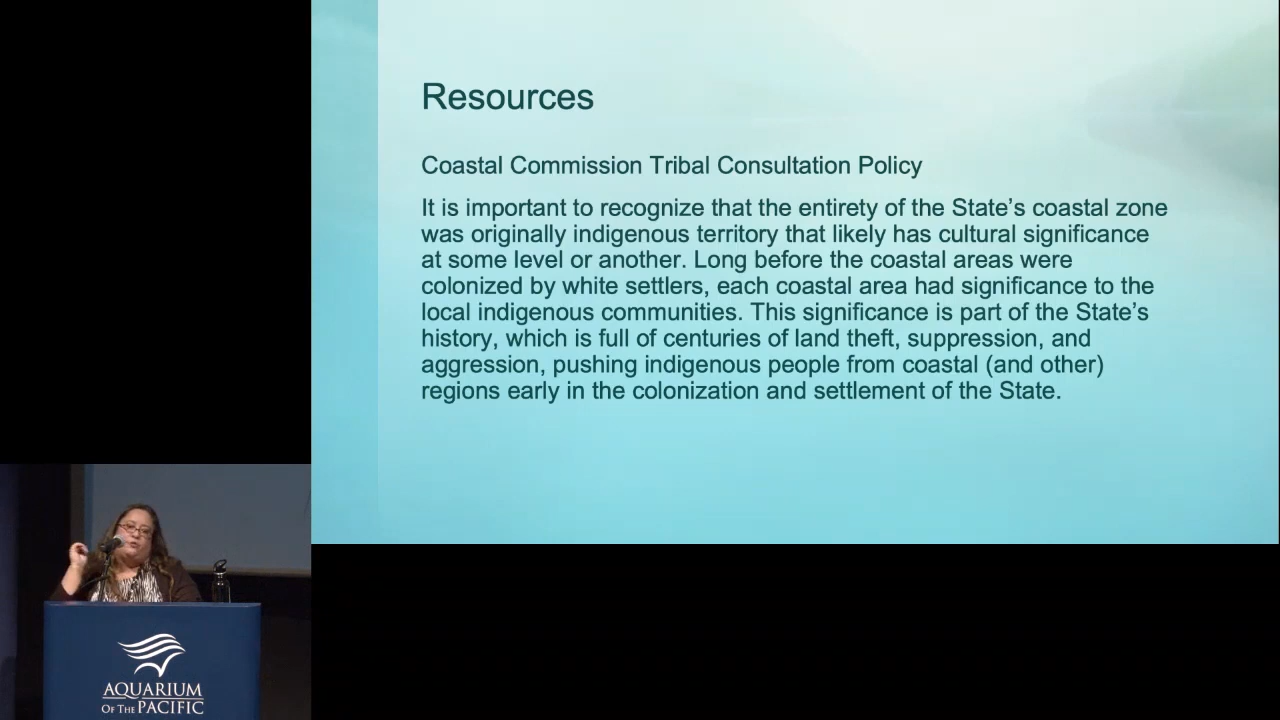 Resources
Coastal Commission Tribal Consultation Policy
It is important to recognize that the entirety of the State’s coastal zone
was originally indigenous territory that likely has cultural significance
at some level or another. Long before the coastal areas were
colonized by white settlers, each coastal area had significance to the
local indigenous communities. This significance is part of the State’s
history, which is full of centuries of land theft, suppression, and
aggression, pushing indigenous people from coastal (and other)
regions early in the colonization and settlement of the State.
AQUARIUM
OF THE PACIFIC